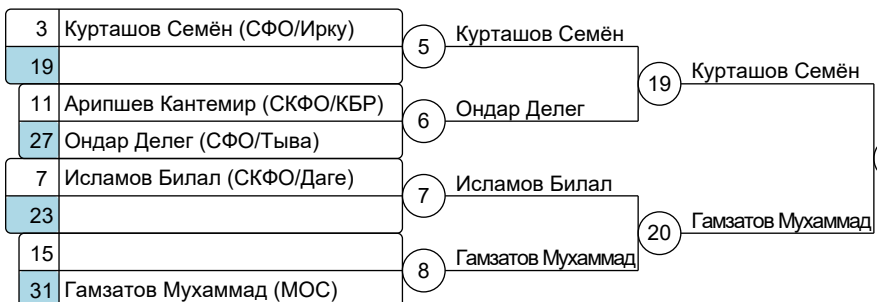 3 Курташов Семён (СФО/Ирку)
19
5 Курташов Семён
11 Арипшев Кантемир (СКФО/КБР)
27 Ондар Делег (СФО/Тыва)
6 Ондар Делег
19 Курташов Семён
7 Исламов Билал (СКФО/Даге)
23
7 Исламов Билал
15
31 Гамзатов Мухаммад (МОС)
8 Гамзатов Мухаммад
20 Гамзатов Мухаммад